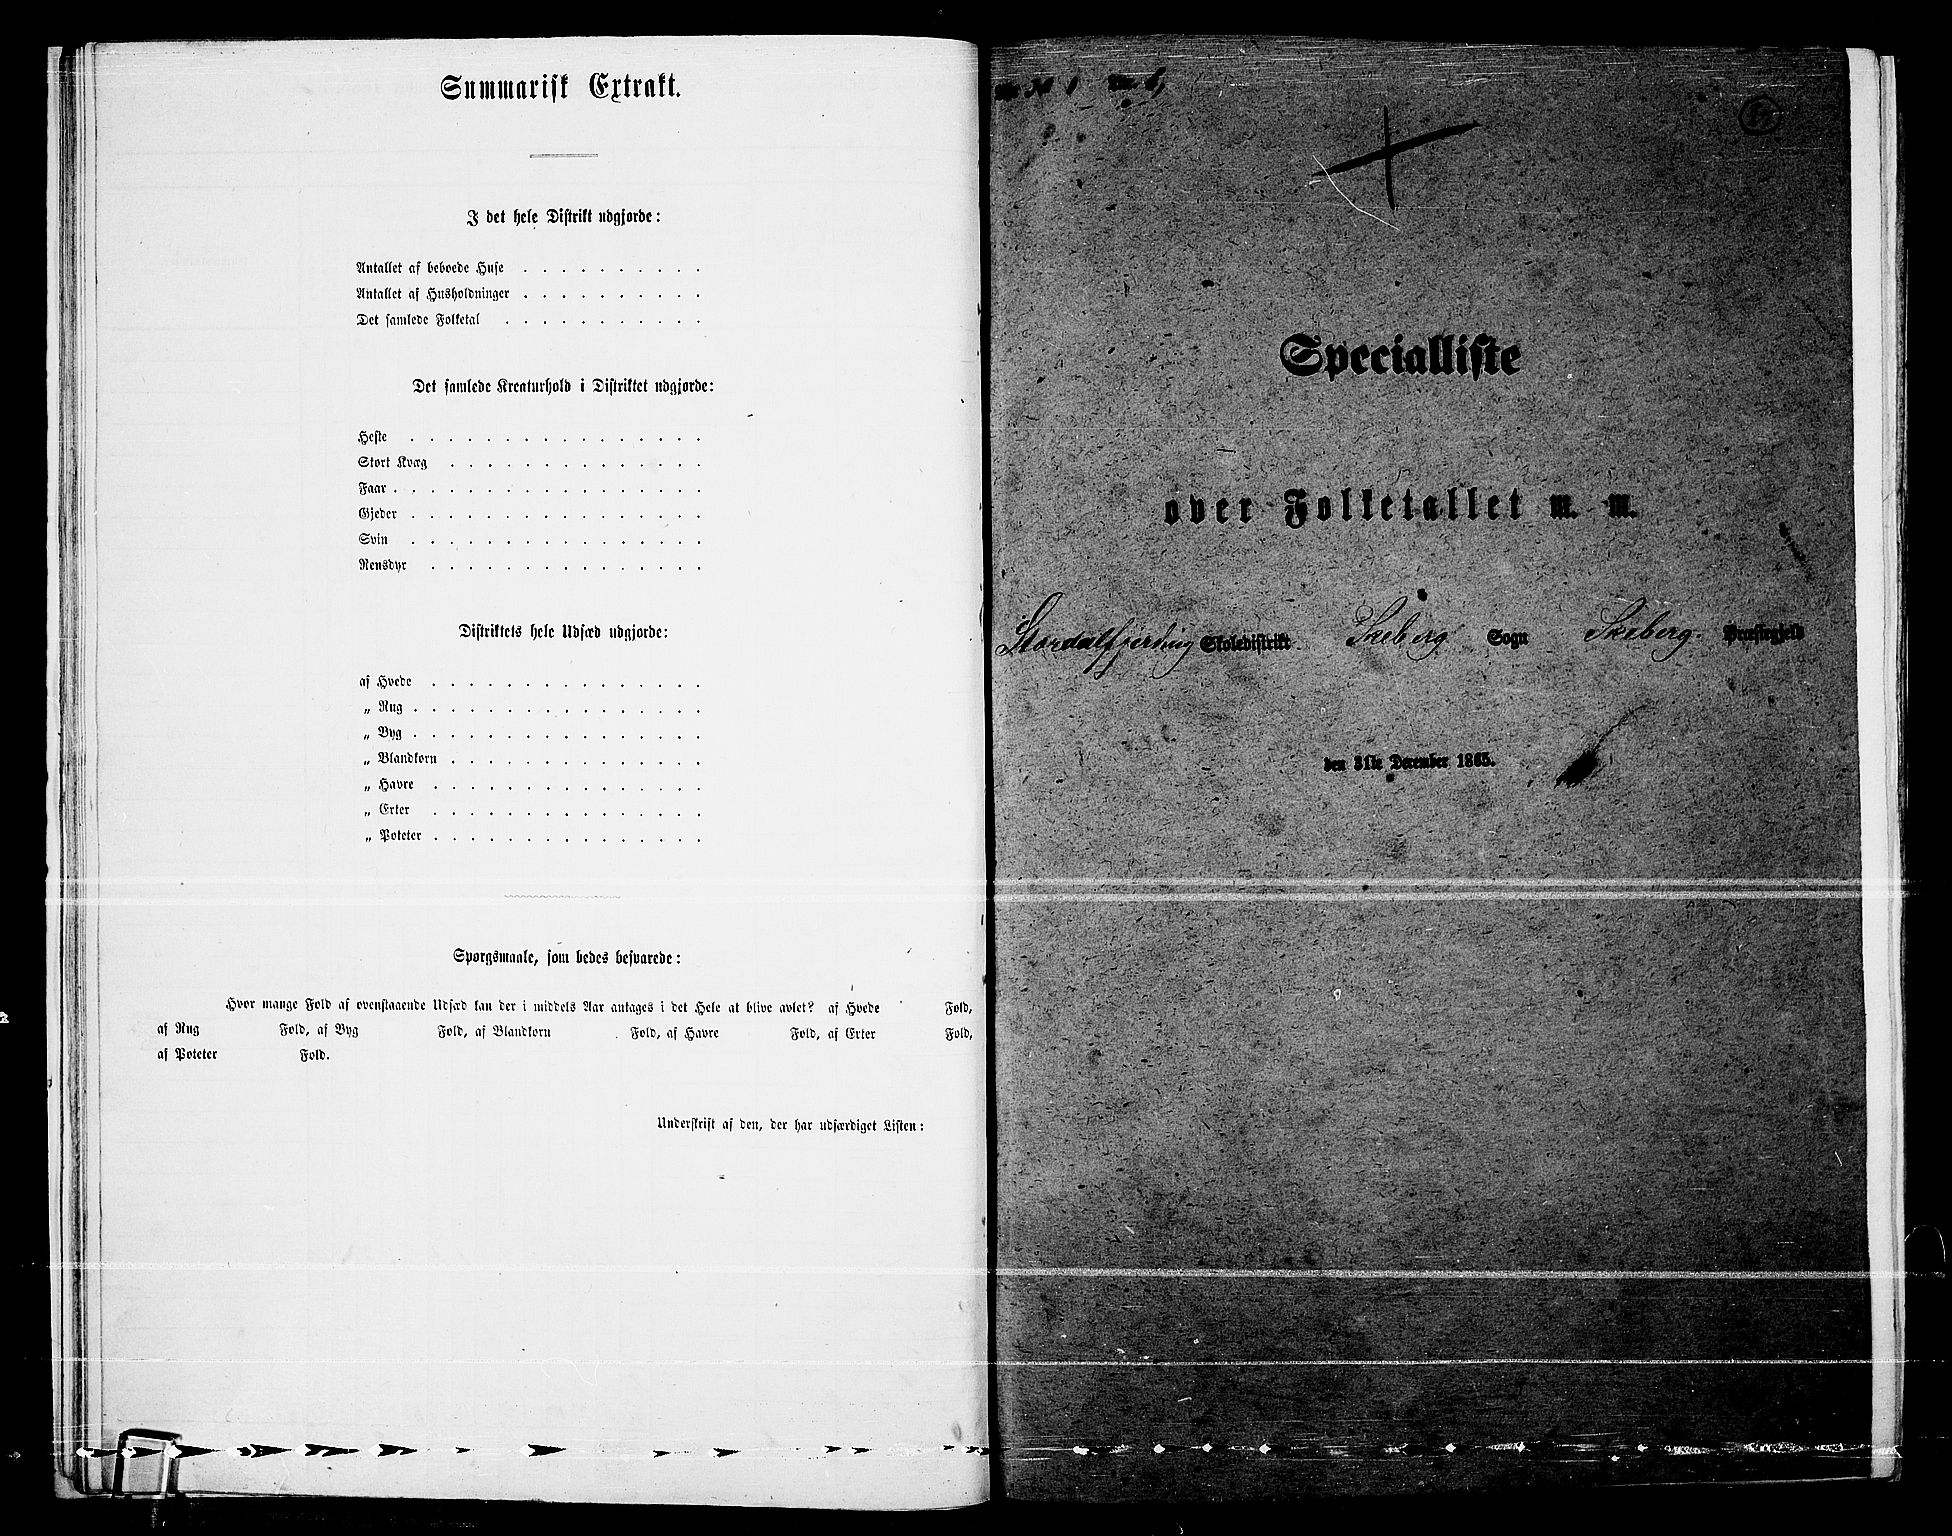 Summarisk Extrakt.
I det hele Distrikt udgjorde:
Antallet af beboede Huse . . . . . . . . . .
Antallet af Husholdninger . . . . . . . . . .
Det samlede Folketal . . . . . . . . . . .
Det samlede Kreaturhold i Distriktet udgjorde:
Heste . . . . . . . . . . . . . . . .
Stort Kvæg . . . . . . . . . . . . . .
Faar . . . . . . . . . . . . . . . . .
Gjeder . . . . . . . . . . . . . . . .
Svin . . . . . . . . . . . . . . . .
Rensdyr . . . . . . . . . . . . . . .
Distriktets hele Udsæd udgjorde:
af Hvede . . . . . . . . . . . . . . .
„ Rug . . . . . . . . . . . . . . . .
„ Byg . . . . . . . . . . . . . . . .
„ Blandkorn . . . . . . . . . . . . . .
„ Havre . . . . . . . . . . . . . . .
„ Erter . . . . . . . . . . . . . . .
„ Poteter . . . . . . . . . . . . . . .
Spørgsmaale, som bedes besvarede:
Hvor mange Fold af ovenstaaende Udsæd kan der i middels Aar antages i det Hele at blive avlet? af Hvede Fold,
af Rug Fold, af Byg Fold, af Blandkorn Fold, af Havre Fold, af Erter Fold,
af Poteter Fold.
Underskrift af den, der har udfærdiget Listen:
Specialliste
over Folketallet m. m.
Stordalfjerding Skoledistrikt Skeberg Sogn Skeberg. Præstegjeld
den 31te December 1865.